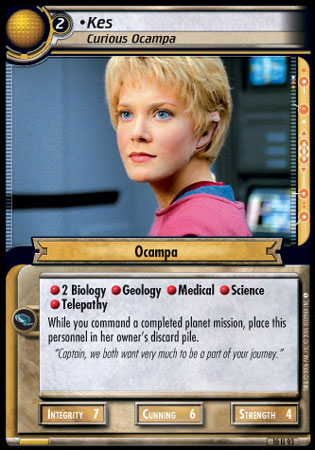 2
•Kes
Curious Ocampa
Ocampa
2 Biology Geology Medical Science
Telepathy
While you command a completed planet mission, place this
personnel in her owner's discard pile.
"Captain, we both want very much to be a part of your journey."
INTEGRITY 7 CUNNING 6 STRENGTH 4
10 U 95